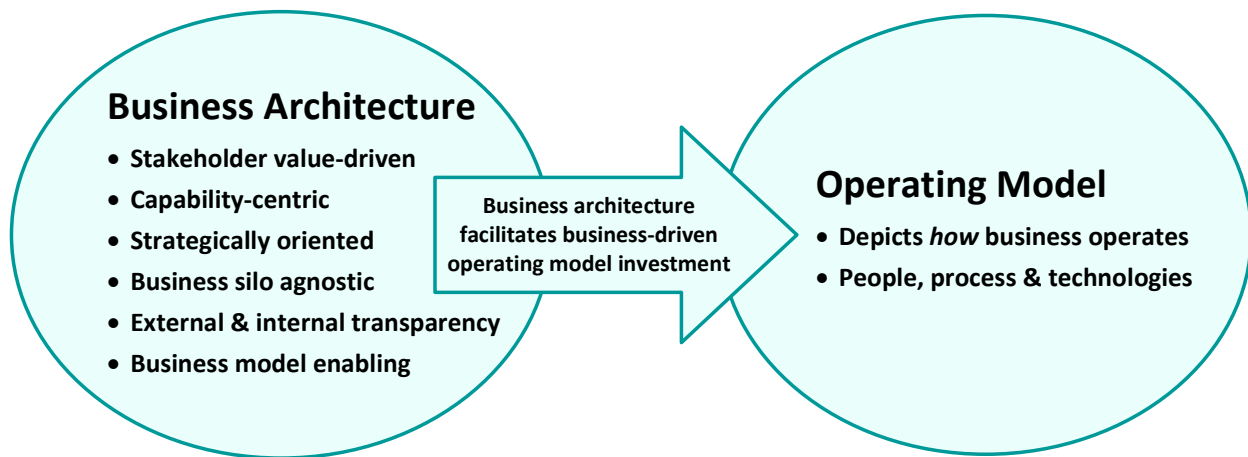 Business Architecture
• Stakeholder value-driven
• Capability-centric
• Strategically oriented
• Business silo agnostic
• External & internal transparency
• Business model enabling
Business architecture
facilitates business-driven
operating model investment
Operating Model
• Depicts how business operates
• People, process & technologies